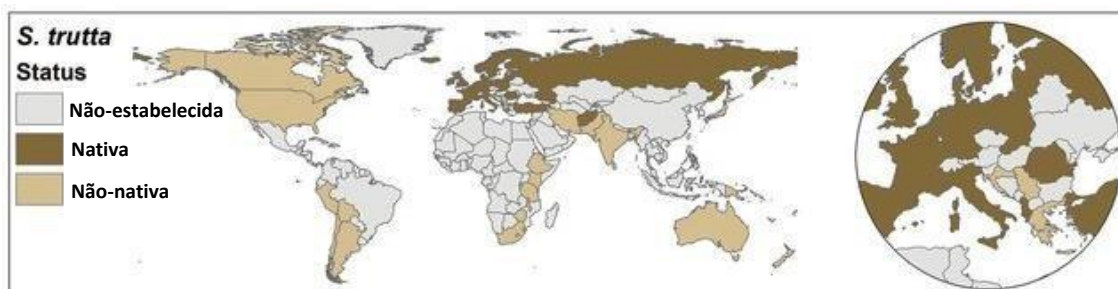 S. trutta
Status
Não-estabelecida
Nativa
Não-nativa